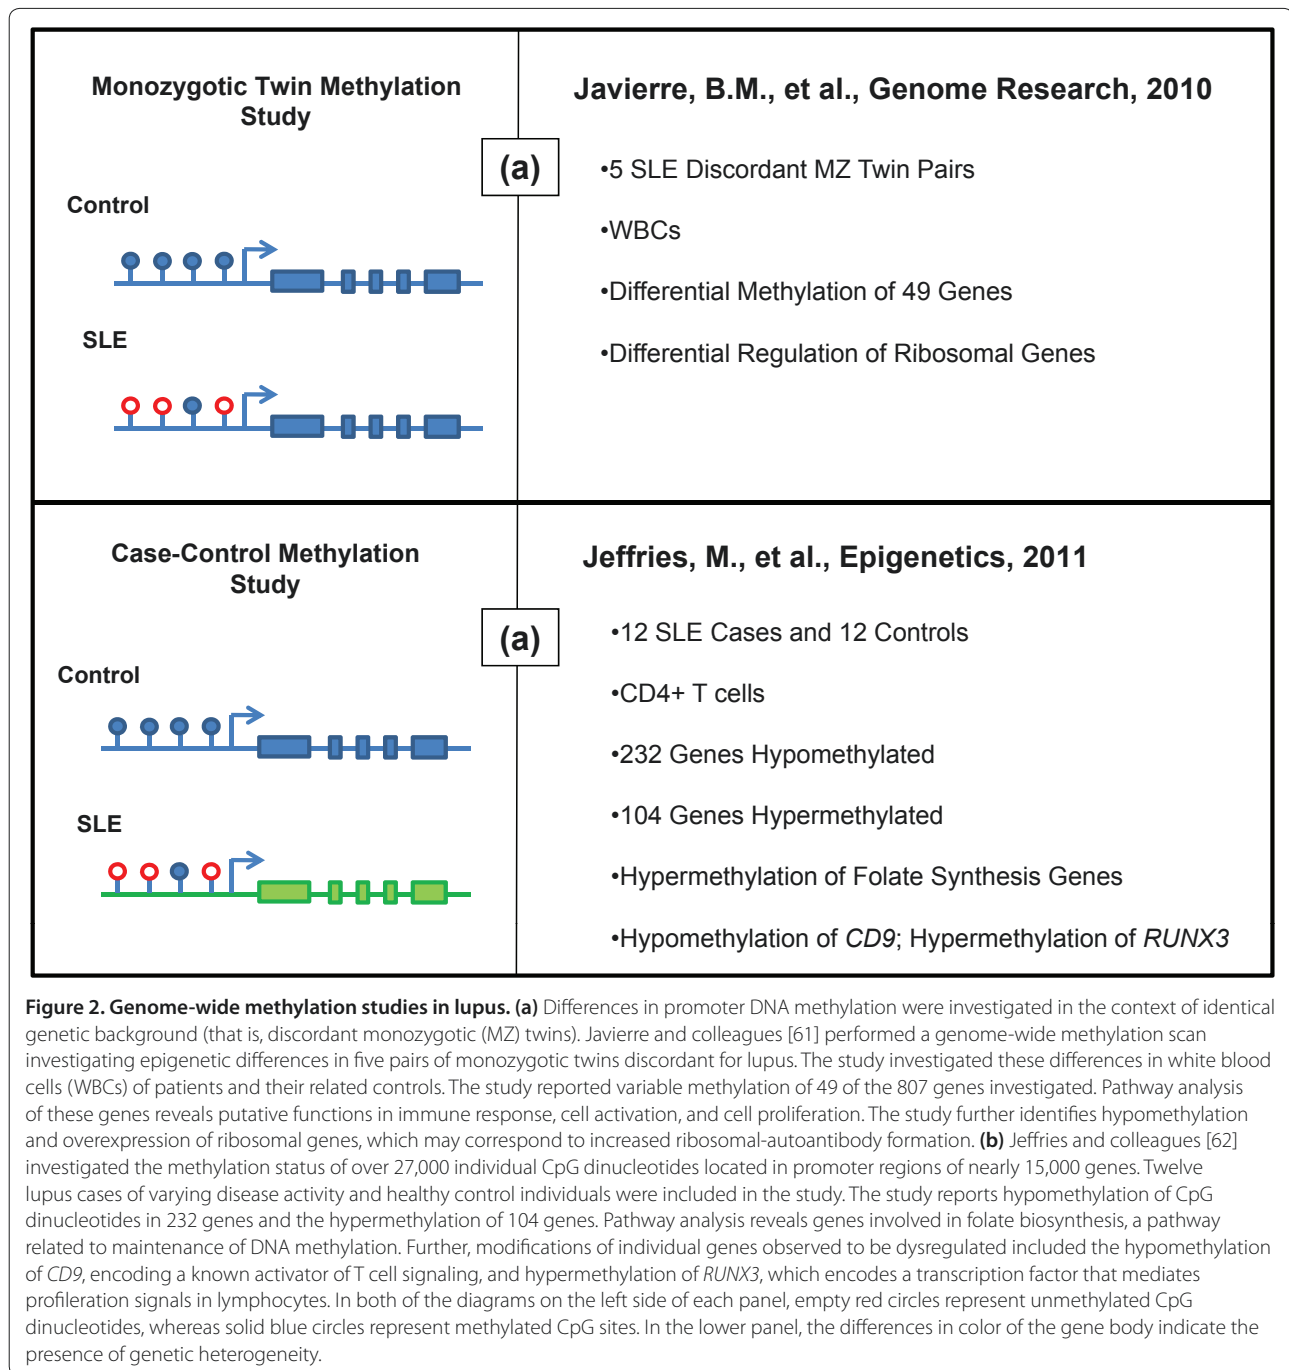 Monozygotic Twin Methylation
Study
Control
SLE
(a)
Javierre, B.M., et al., Genome Research, 2010
•5 SLE Discordant MZ Twin Pairs
•WBCs
•Differential Methylation of 49 Genes
•Differential Regulation of Ribosomal Genes
Case-Control Methylation
Study
Control
SLE
(a)
Jeffries, M., et al., Epigenetics, 2011
•12 SLE Cases and 12 Controls
•CD4+ T cells
•232 Genes Hypomethylated
•104 Genes Hypermethylated
•Hypermethylation of Folate Synthesis Genes
•Hypomethylation of CD9; Hypermethylation of RUNX3
Figure 2. Genome-wide methylation studies in lupus. (a) Differences in promoter DNA methylation were investigated in the context of identical
genetic background (that is, discordant monozygotic (MZ) twins). Javierre and colleagues [61] performed a genome-wide methylation scan
investigating epigenetic differences in five pairs of monozygotic twins discordant for lupus. The study investigated these differences in white blood
cells (WBCs) of patients and their related controls. The study reported variable methylation of 49 of the 807 genes investigated. Pathway analysis
of these genes reveals putative functions in immune response, cell activation, and cell proliferation. The study further identifies hypomethylation
and overexpression of ribosomal genes, which may correspond to increased ribosomal-autoantibody formation. (b) Jeffries and colleagues [62]
investigated the methylation status of over 27,000 individual CpG dinucleotides located in promoter regions of nearly 15,000 genes. Twelve
lupus cases of varying disease activity and healthy control individuals were included in the study. The study reports hypomethylation of CpG
dinucleotides in 232 genes and the hypermethylation of 104 genes. Pathway analysis reveals genes involved in folate biosynthesis, a pathway
related to maintenance of DNA methylation. Further, modifications of individual genes observed to be dysregulated included the hypomethylation
of CD9, encoding a known activator of T cell signaling, and hypermethylation of RUNX3, which encodes a transcription factor that mediates
profileration signals in lymphocytes. In both of the diagrams on the left side of each panel, empty red circles represent unmethylated CpG
dinucleotides, whereas solid blue circles represent methylated CpG sites. In the lower panel, the differences in color of the gene body indicate the
presence of genetic heterogeneity.